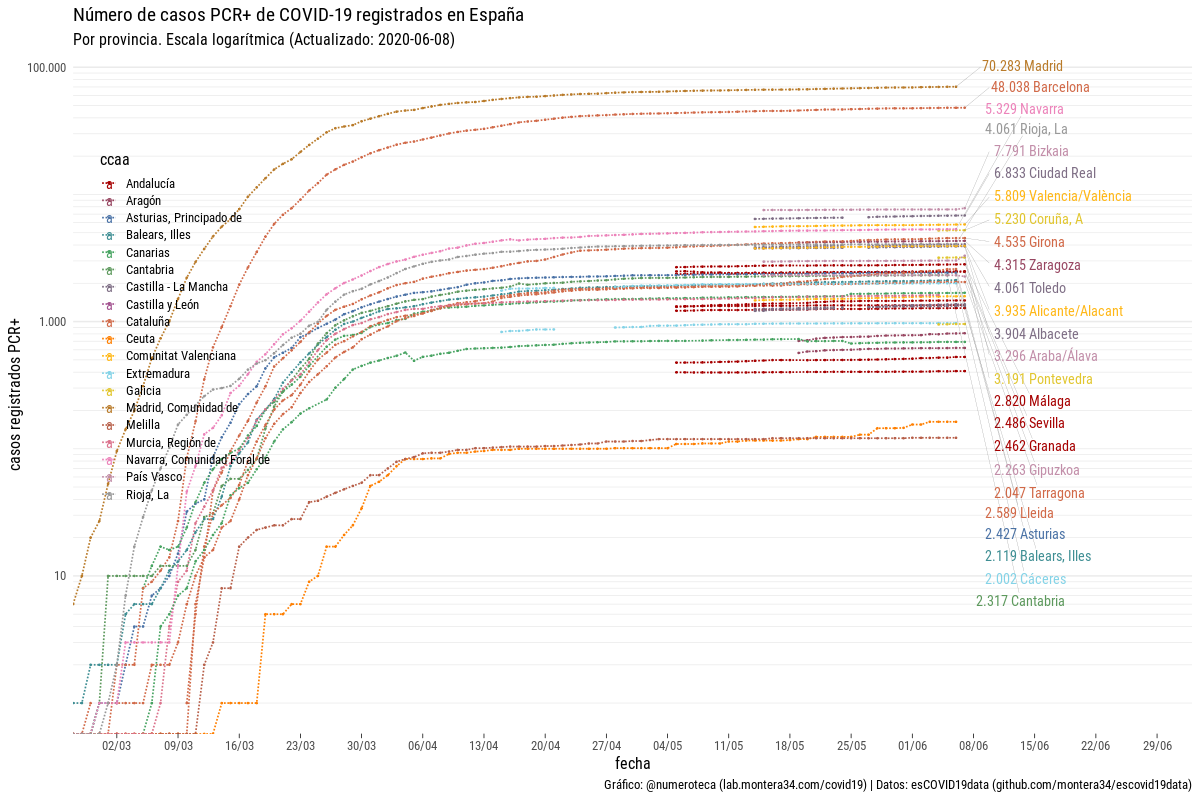 Número de casos PCR+ de COVID-19 registrados en España
Por provincia. Escala logarítmica (Actualizado: 2020-06-08)
100.000
1.000
10
casos registrados PCR+
ccaa
Andalucía
Aragón
Asturias, Principado de
Balears, Illes
Canarias
Cantabria
Castilla - La Mancha
Castilla y León
Cataluña
Ceuta
Comunitat Valenciana
Extremadura
Galicia
Madrid, Comunidad de
Melilla
Murcia, Región de
Navarra, Comunidad Foral de
País Vasco
Rioja, La
70.283 Madrid
48.038 Barcelona
5.329 Navarra
4.061 Rioja, La
7.791 Bizkaia
6.833 Ciudad Real
5.809 Valencia/València
5.230 Coruña, A
4.535 Girona
4.315 Zaragoza
4.061 Toledo
3.935 Alicante/Alacant
3.904 Albacete
3.296 Araba/Álava
3.191 Pontevedra
2.820 Málaga
2.486 Sevilla
2.462 Granada
2.263 Gipuzkoa
2.047 Tarragona
2.589 Lleida
2.427 Asturias
2.119 Balears, Illes
2.002 Cáceres
2.317 Cantabria
02/03 09/03 16/03 23/03 30/03 06/04 13/04 20/04 27/04 04/05 11/05 18/05 25/05 01/06 08/06 15/06 22/06 29/06
fecha
Gráfico: @numeroteca (lab.montera34.com/covid19) | Datos: esCOVID19data (github.com/montera34/escovid19data)